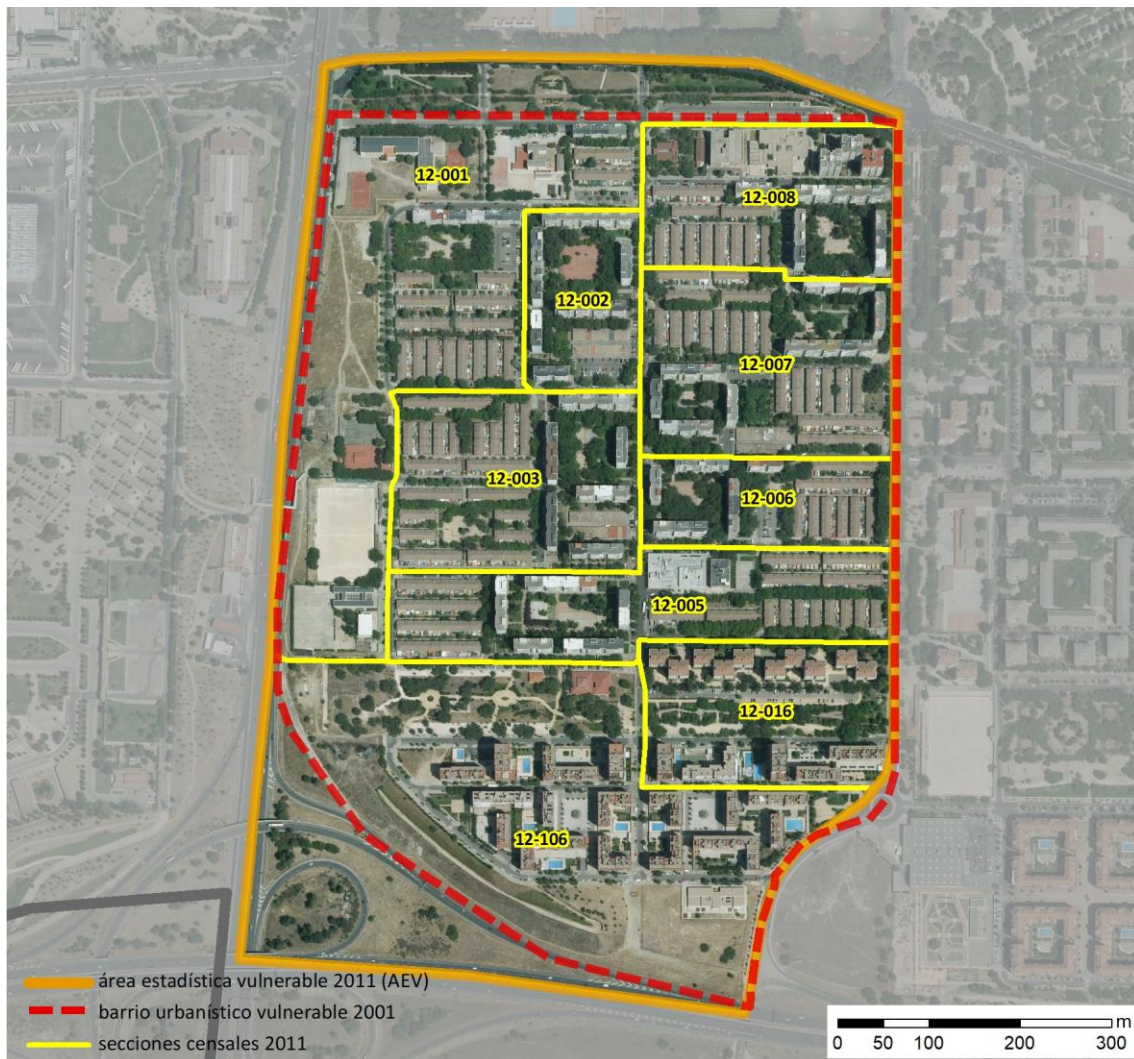 12-001
12-008
12-002
12-007
12-003
12-006
12-005
12-016
12-106
área estadística vulnerable 2011 (AEV)
barrio urbanístico vulnerable 2001
secciones censales 2011
m
0 50 100 200 300